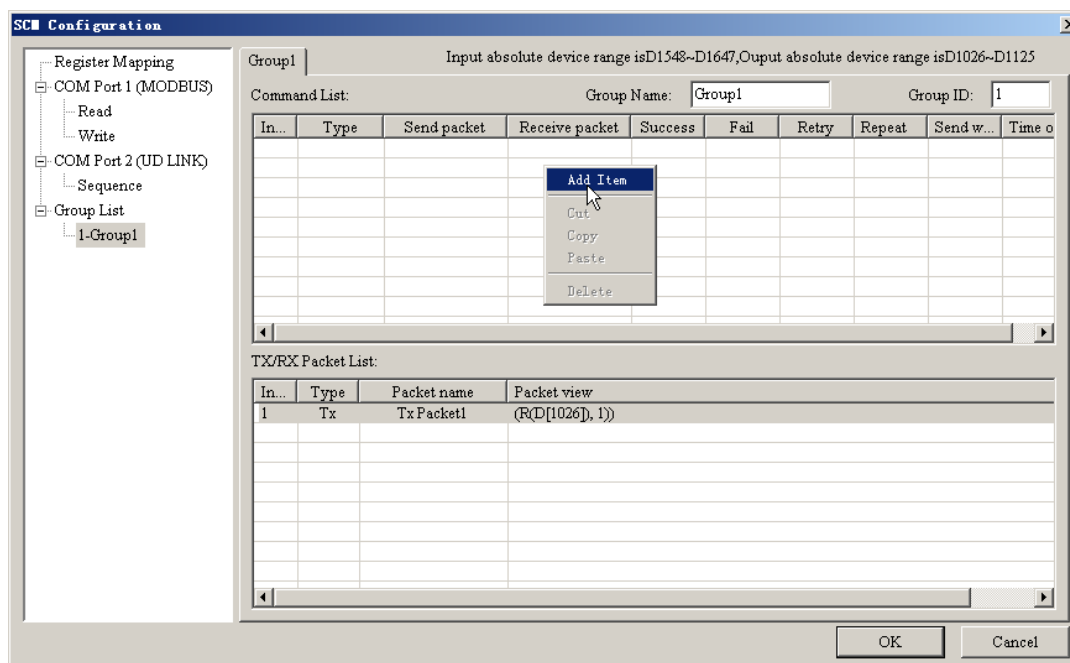 SCM Configuration
Register Mapping
COM Port 1 (MODBUS)
Read
Write
COM Port 2 (UD LINK)
Sequence
Group List
1-Group1
Group1
Input absolute device range isD1548~D1647,Ouput absolute device range isD1026~D1125
Command List:
Group Name: Group1
Group ID: 1
In... Type Send packet Receive packet Success Fail Retry Repeat Send w... Time o
Add Item
Cut
Copy
Paste
Delete
TX/RX Packet List:
In... Type Packet name Packet view
1 Tx Tx Packet1 (R(D[1026]), 1))
OK Cancel